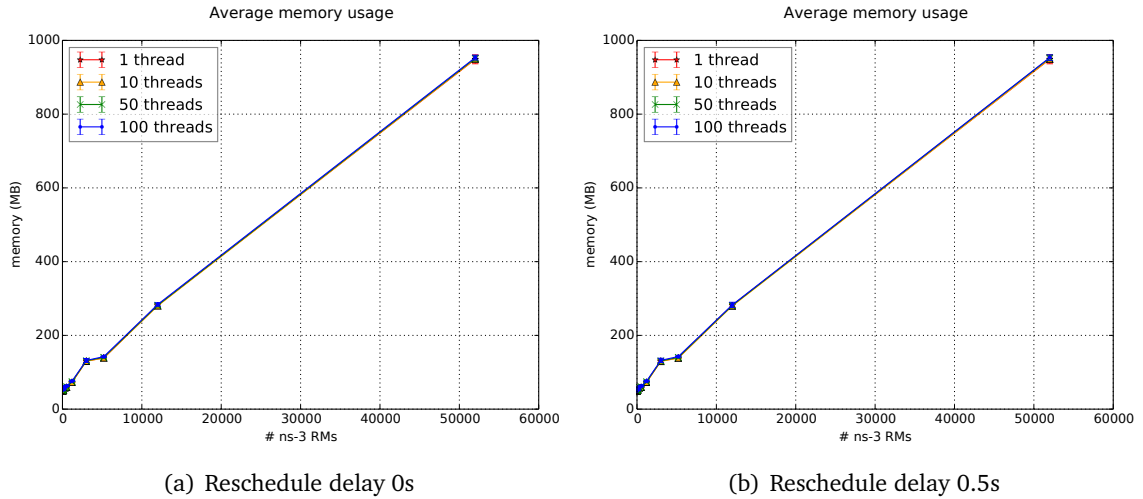 Average memory usage
1000
800
600
400
200
0
memory (MB)
1 thread
10 threads
50 threads
100 threads
0
10000
20000
30000
40000
50000
60000
# ns-3 RMs
(a) Reschedule delay 0s
Average memory usage
1000
800
600
400
200
0
memory (MB)
1 thread
10 threads
50 threads
100 threads
0
10000
20000
30000
40000
50000
60000
# ns-3 RMs
(b) Reschedule delay 0.5s